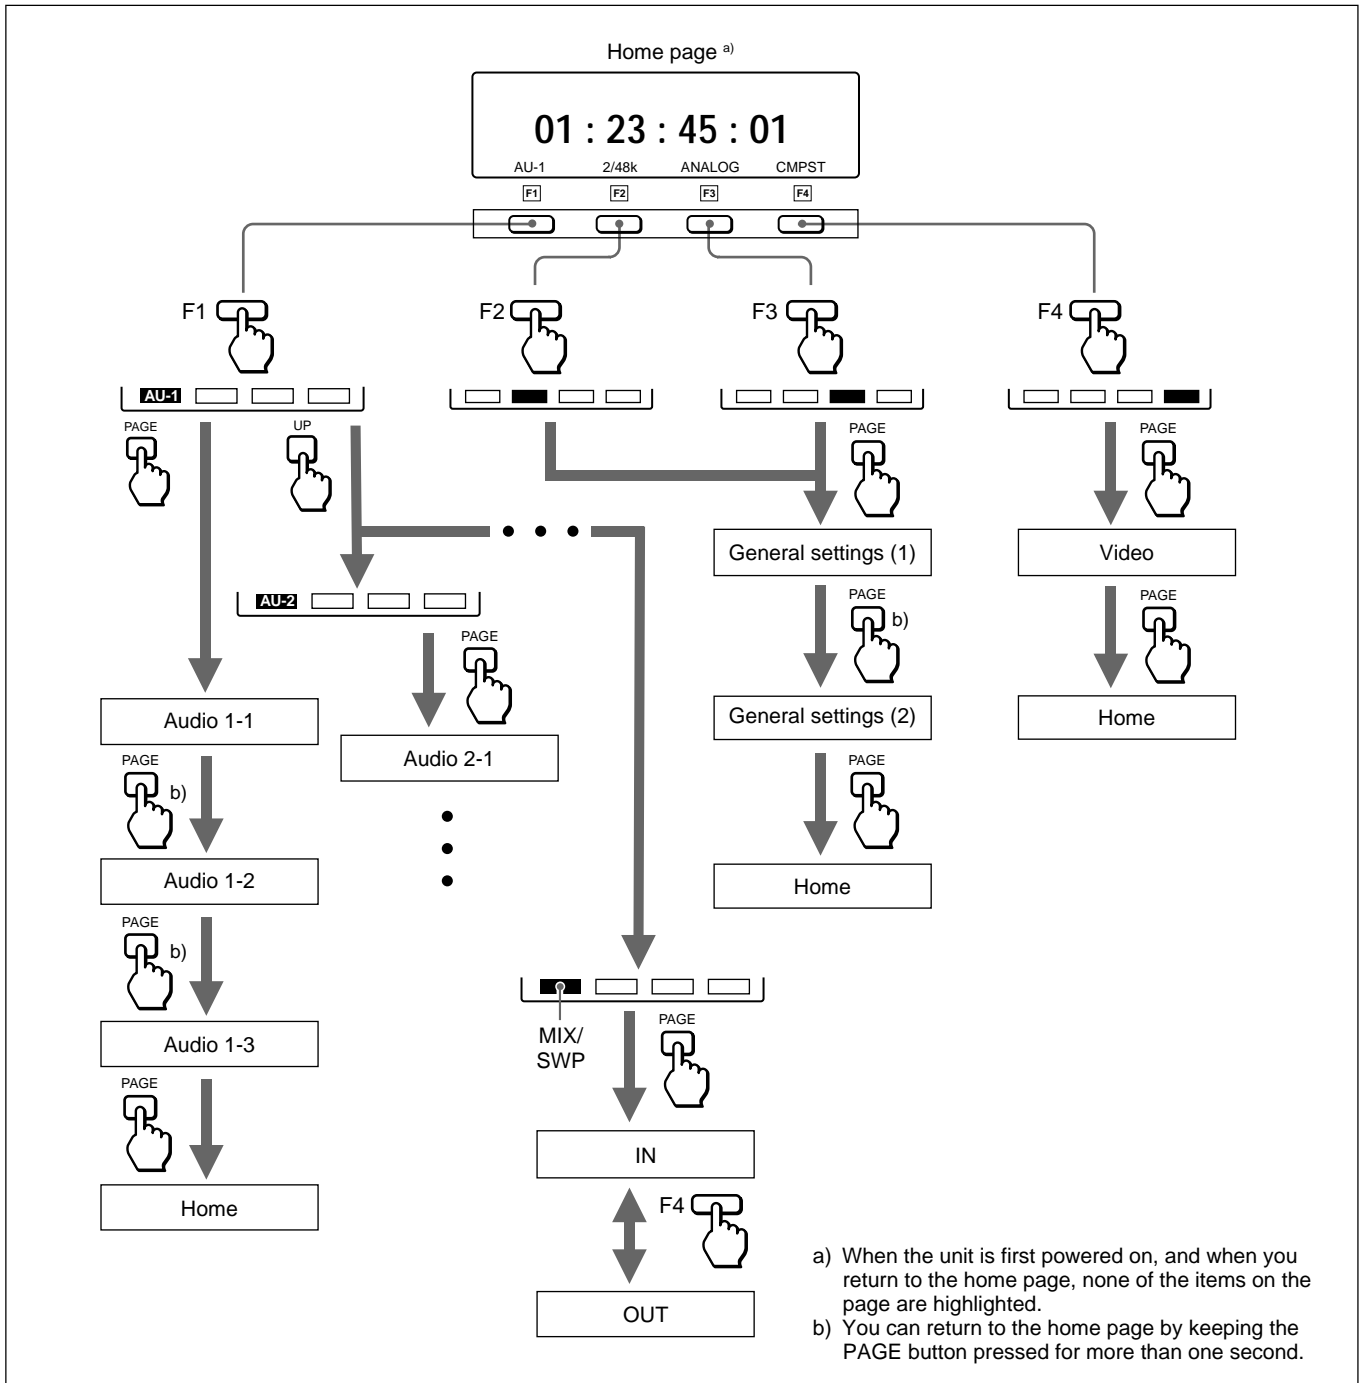 Home page a)
01 : 23 : 45 : 01
AU-1 2/48k ANALOG CMPST
F1 F2 F3 F4
F1 F2 F3 F4
AU-1
PAGE UP PAGE PAGE
General settings (1) Video
AU-2
PAGE PAGE b) PAGE
Audio 1-1 General settings (2) Home
Audio 2-1
PAGE b) PAGE
Audio 1-2 Home
PAGE b)
MIX/
SWP
PAGE
Audio 1-3
PAGE
IN
Home F4
OUT
a) When the unit is first powered on, and when you
return to the home page, none of the items on the
page are highlighted.
b) You can return to the home page by keeping the
PAGE button pressed for more than one second.